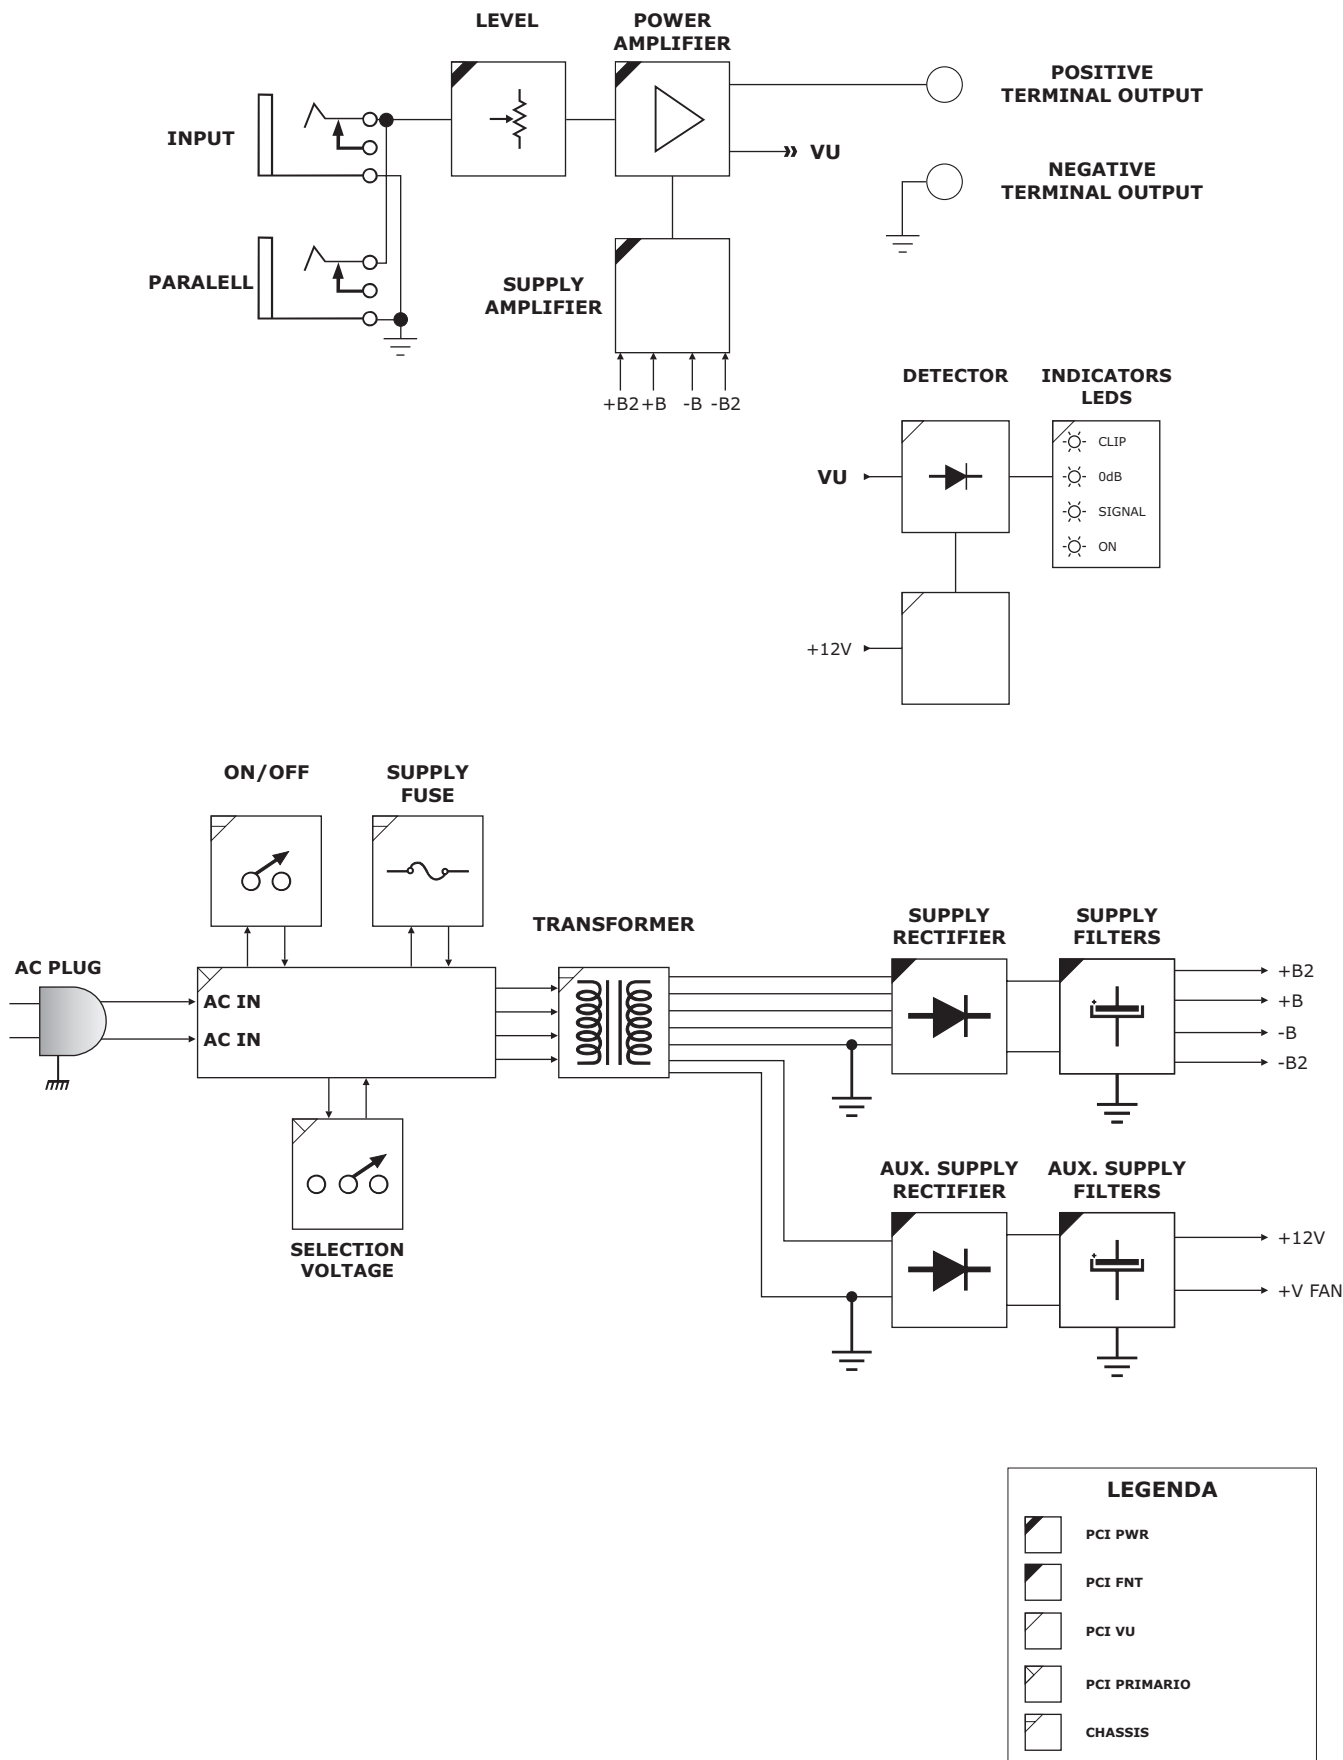 LEVEL
POWER
AMPLIFIER
POSITIVE
TERMINAL OUTPUT
INPUT
VU
NEGATIVE
TERMINAL OUTPUT
PARALELL
SUPPLY
AMPLIFIER
+B2 +B -B -B2
DETECTOR
INDICATORS
LEDS
CLIP
VU
0dB
SIGNAL
ON
+12V
ON/OFF
SUPPLY
FUSE
TRANSFORMER
SUPPLY
RECTIFIER
SUPPLY
FILTERS
AC PLUG
AC IN
AC IN
+B2
+B
-B
-B2
SELECTION
VOLTAGE
AUX. SUPPLY
RECTIFIER
AUX. SUPPLY
FILTERS
+12V
+V FAN
LEGENDA
PCI PWR
PCI FNT
PCI VU
PCI PRIMARIO
CHASSIS